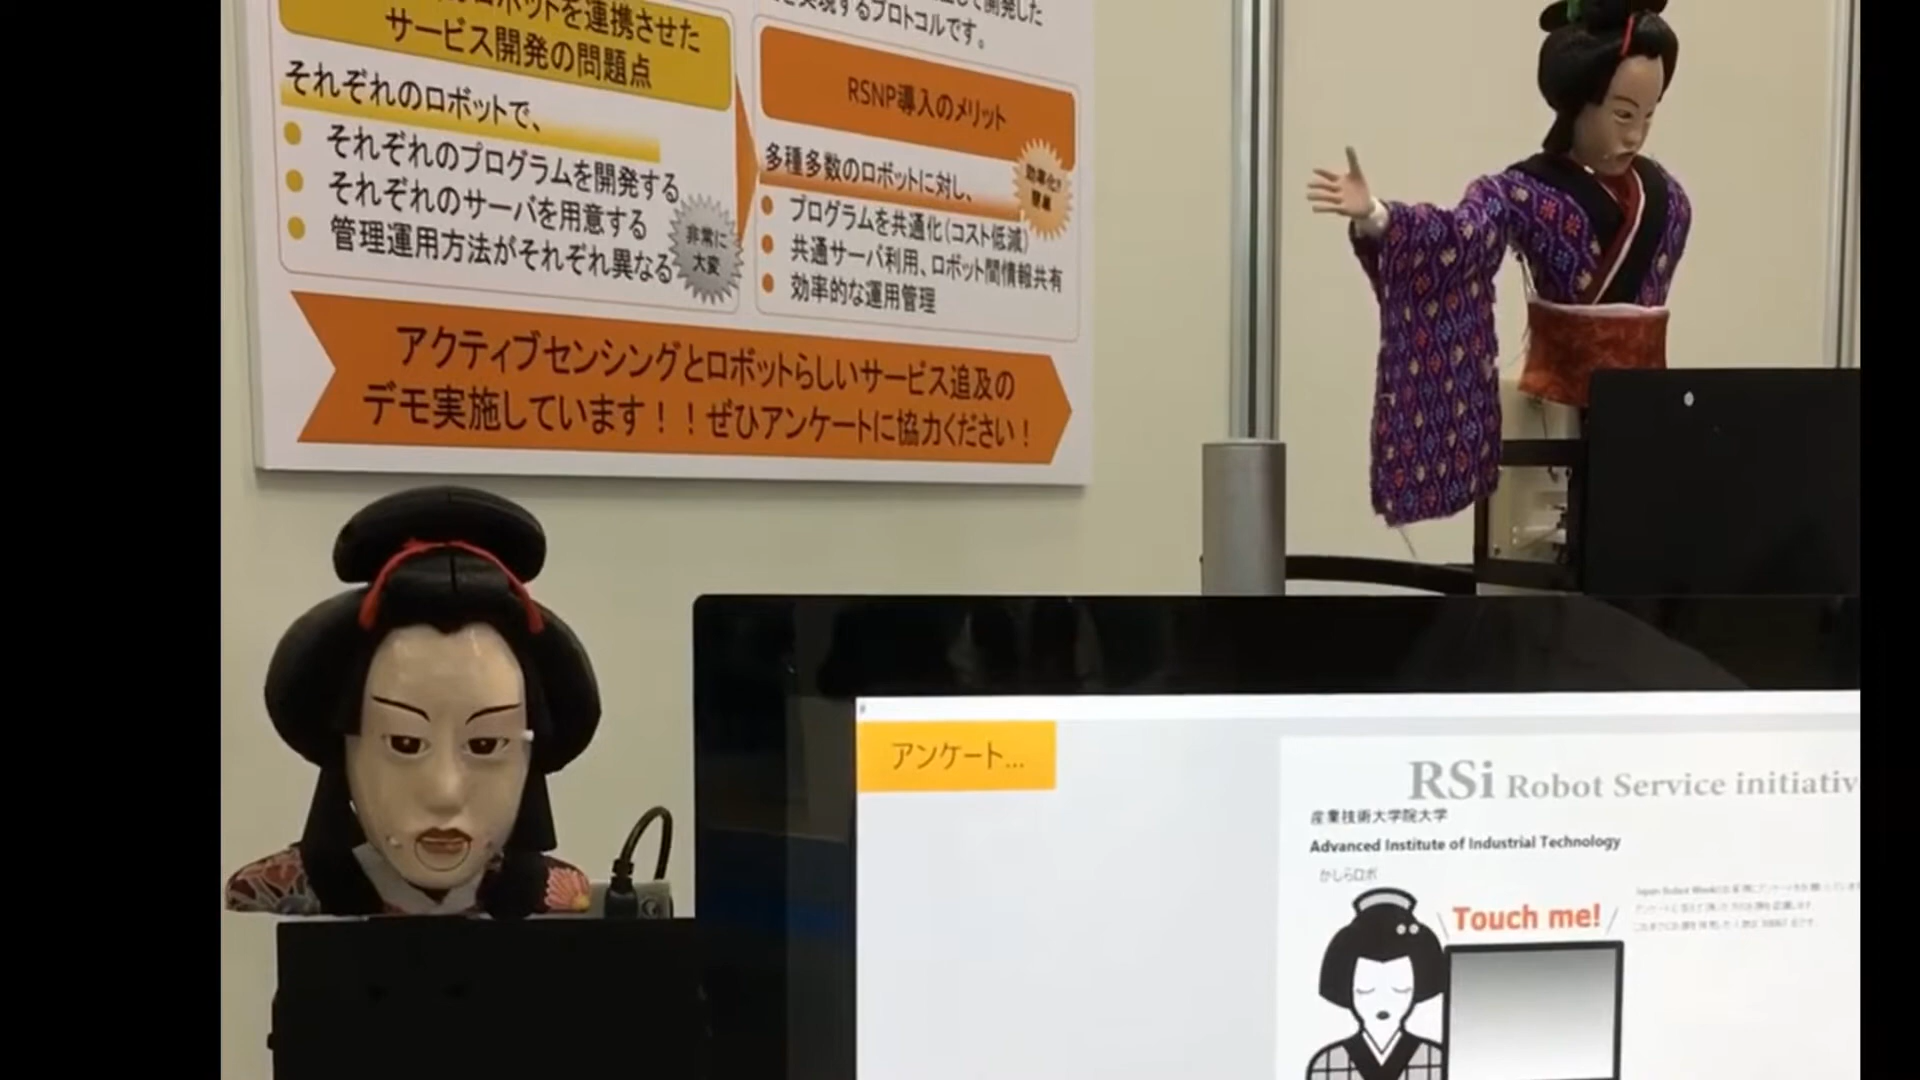 ロボットを連携させた
サービス開発の問題点
それぞれのロボットで、
それぞれのプログラムを開発する
それぞれのサーバを用意する
管理運用方法がそれぞれ異なる
非常に
大変
実現するプロトコルです。
RSNP導入のメリット
多種多数のロボットに対し、
プログラムを共通化(コスト低減)
共通サーバ利用、ロボット間情報共有
効率的な運用管理
アクティブセンシングとロボットらしいサービス追及の
デモ実施しています!!ぜひアンケートに協力ください!
アンケート...
RSi Robot Service initiativ
産業技術大学院大学
Advanced Institute of Industrial Technology
かしらロボ
Touch me!